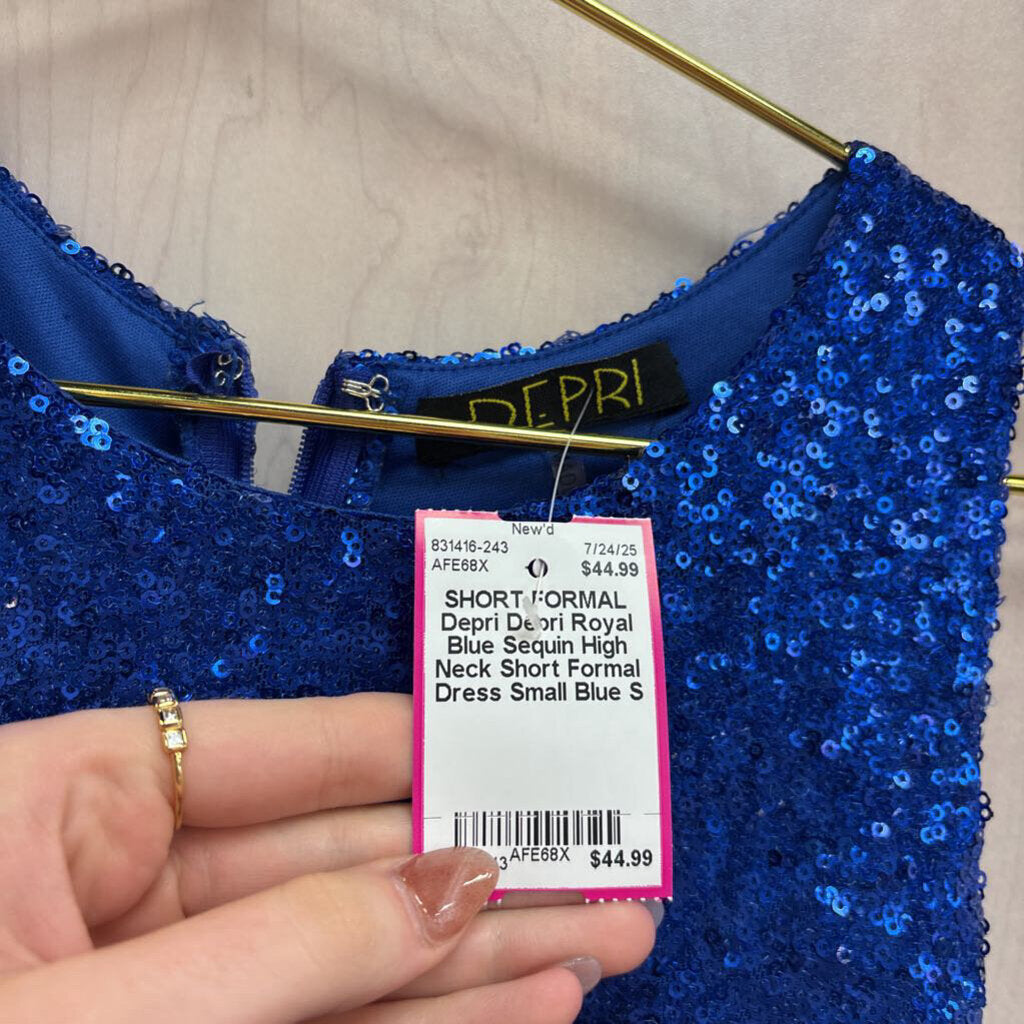 DEPRI
New'd
831416-243 7/24/25
AFE68X $44.99
SHORT FORMAL
Depri Depri Royal
Blue Sequin High
Neck Short Formal
Dress Small Blue S
AFE68X $44.99